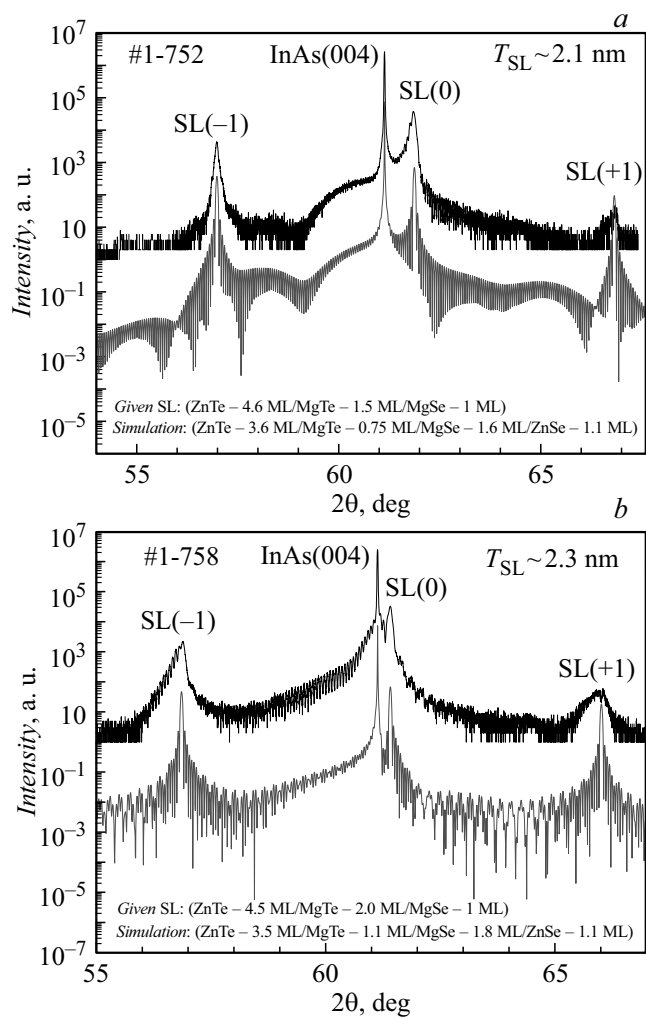 a
10^7
#1-752
InAs(004)
T_SL ~ 2.1 nm
SL(0)
10^5
SL(–1)
10^3
SL(+1)
10
10^–1
10^–3
10^–5
Intensity, a. u.
Given SL: (ZnTe – 4.6 ML/MgTe – 1.5 ML/MgSe – 1 ML)
Simulation: (ZnTe – 3.6 ML/MgTe – 0.75 ML/MgSe – 1.6 ML/ZnSe – 1.1 ML)
55 60 65
2θ, deg
b
10^7
#1-758
InAs(004)
T_SL ~ 2.3 nm
SL(0)
10^5
SL(–1)
10^3
SL(+1)
10
10^–1
10^–3
10^–5
10^–7
Intensity, a. u.
Given SL: (ZnTe – 4.5 ML/MgTe – 2.0 ML/MgSe – 1 ML)
Simulation: (ZnTe – 3.5 ML/MgTe – 1.1 ML/MgSe – 1.8 ML/ZnSe – 1.1 ML)
55 60 65
2θ, deg